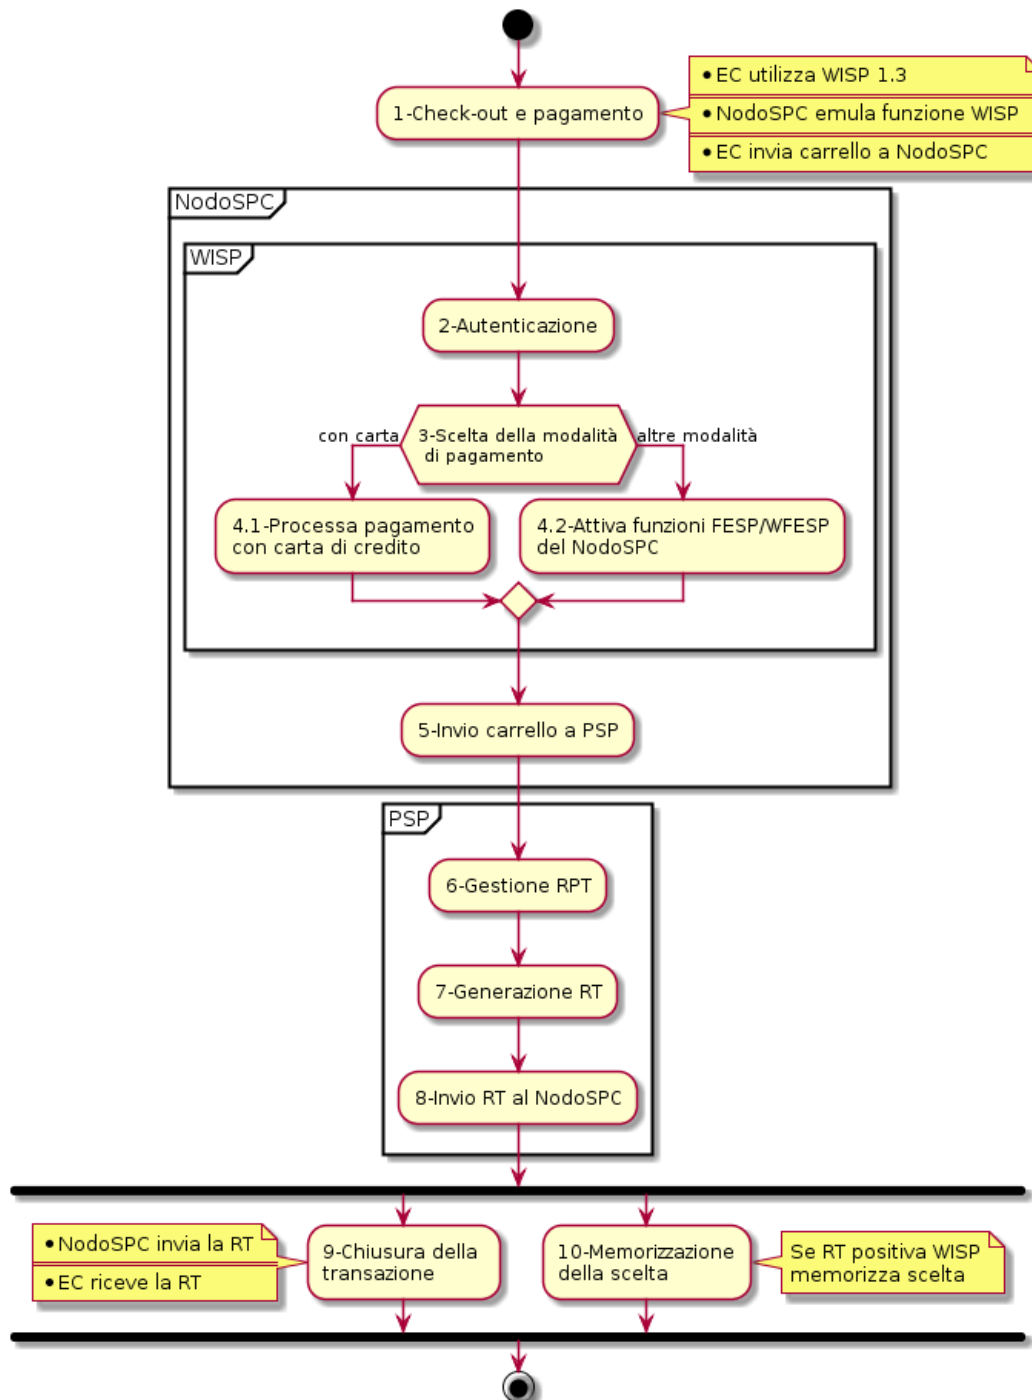 1-Check-out e pagamento
• EC utilizza WISP 1.3
• NodoSPC emula funzione WISP
• EC invia carrello a NodoSPC
NodoSPC
WISP
2-Autenticazione
con carta
3-Scelta della modalità
di pagamento
altre modalità
4.1-Processa pagamento
con carta di credito
4.2-Attiva funzioni FESP/WFESP
del NodoSPC
5-Invio carrello a PSP
PSP
6-Gestione RPT
7-Generazione RT
8-Invio RT al NodoSPC
• NodoSPC invia la RT
• EC riceve la RT
9-Chiusura della
transazione
10-Memorizzazione
della scelta
Se RT positiva WISP
memorizza scelta